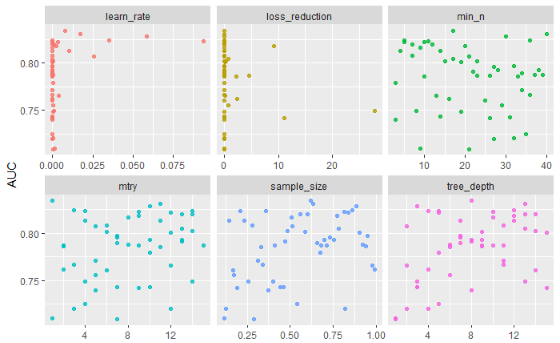 learn_rate loss_reduction min_n
0.80
0.75
0.000 0.025 0.050 0.075 0 10 20 10 20 30 40
AUC
mtry sample_size tree_depth
0.80
0.75
4 8 12 0.25 0.50 0.75 1.00 4 8 12